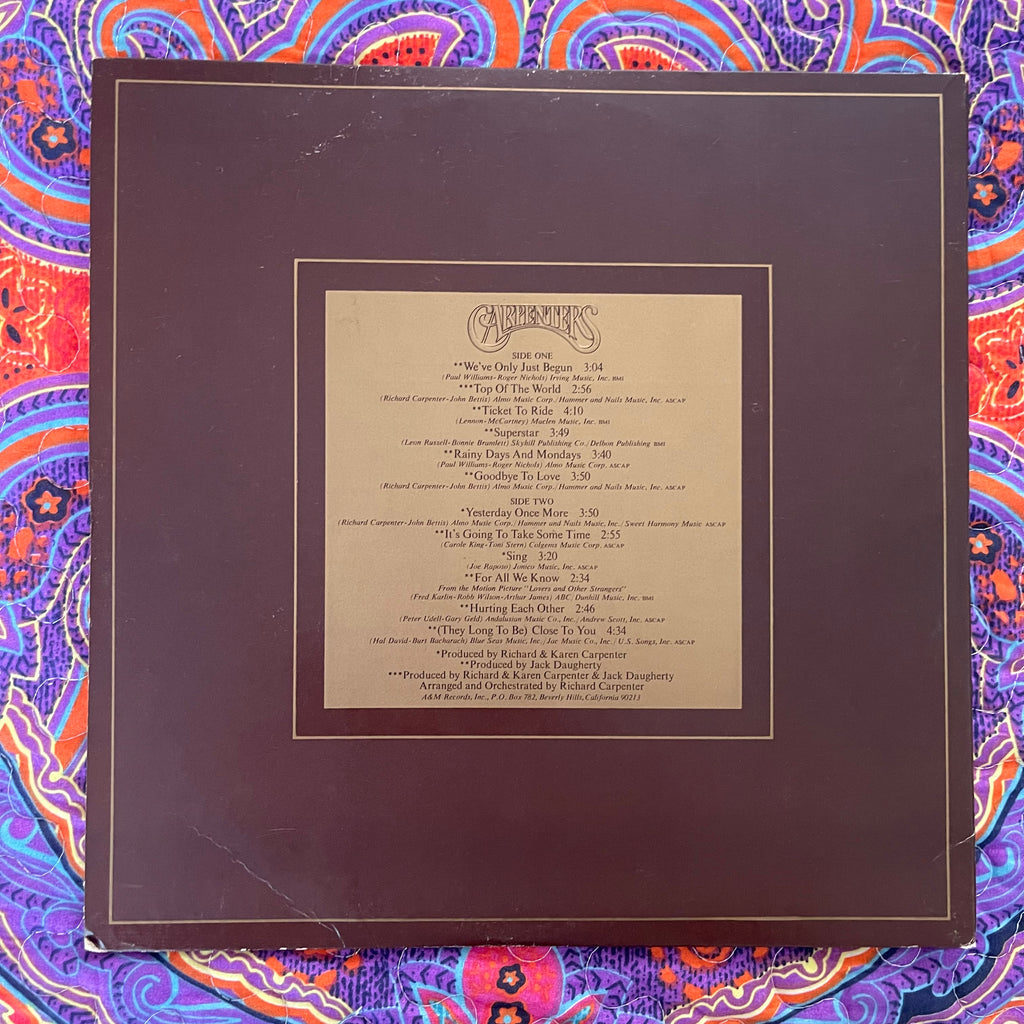 CARPENTERS
SIDE ONE
**We've Only Just Begun 3:04
(Paul Williams-Roger Nichols) Irving Music, Inc. BMI
***Top Of The World 2:56
(Richard Carpenter-John Bettis) Almo Music Corp./Hammer and Nails Music, Inc. ASCAP
**Ticket To Ride 4:10
(Lennon-McCartney) Maclen Music, Inc. BMI
**Superstar 3:49
(Leon Russell-Bonnie Bramlett) Skyhill Publishing Co./Delbon Publishing BMI
**Rainy Days And Mondays 3:40
(Paul Williams-Roger Nichols) Almo Music Corp. ASCAP
**Goodbye To Love 3:50
(Richard Carpenter-John Bettis) Almo Music Corp./Hammer and Nails Music, Inc. ASCAP
SIDE TWO
*Yesterday Once More 3:50
(Richard Carpenter-John Bettis) Almo Music Corp./Hammer and Nails Music, Inc./Sweet Harmony Music ASCAP
**It's Going To Take Some Time 2:55
(Carole King-Toni Stern) Colgems Music Corp. ASCAP
*Sing 3:20
(Joe Raposo) Jonico Music, Inc. ASCAP
**For All We Know 2:34
From the Motion Picture "Lovers and Other Strangers"
(Fred Karlin-Robb Wilson-Arthur James) ABC/Dunhill Music, Inc. BMI
**Hurting Each Other 2:46
(Peter Udell-Gary Geld) Andalusian Music Co., Inc./Andrew Scott, Inc. ASCAP
**(They Long To Be) Close To You 4:34
(Hal David-Burt Bacharach) Blue Seas Music, Inc./Jac Music Co., Inc./U.S. Songs, Inc. ASCAP
*Produced by Richard & Karen Carpenter
**Produced by Jack Daugherty
***Produced by Richard & Karen Carpenter & Jack Daugherty
Arranged and Orchestrated by Richard Carpenter
A&M Records, Inc., P.O. Box 782, Beverly Hills, California 90213